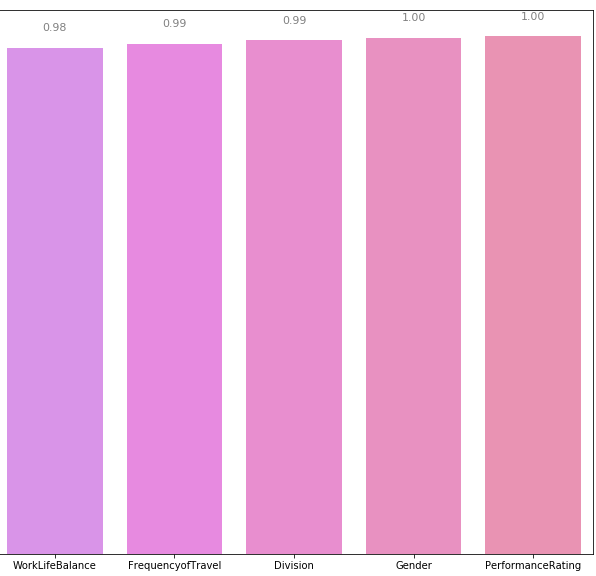 0.98
0.99
0.99
1.00
1.00
WorkLifeBalance
FrequencyofTravel
Division
Gender
PerformanceRating